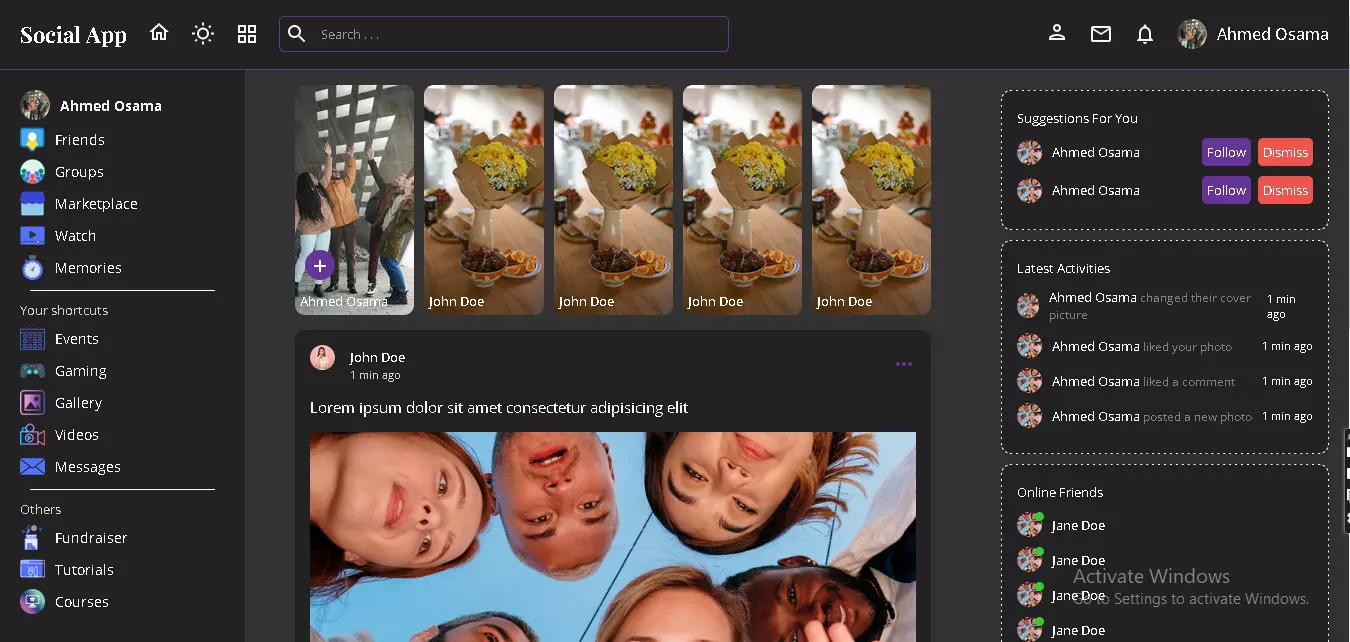 Social App
Search . . .
Ahmed Osama
Ahmed Osama
Friends
Groups
Marketplace
Watch
Memories
Your shortcuts
Events
Gaming
Gallery
Videos
Messages
Others
Fundraiser
Tutorials
Courses
Ahmed Osama
John Doe
John Doe
John Doe
John Doe
John Doe
1 min ago
Lorem ipsum dolor sit amet consectetur adipisicing elit
Suggestions For You
Ahmed Osama Follow Dismiss
Ahmed Osama Follow Dismiss
Latest Activities
Ahmed Osama changed their cover
picture
1 min
ago
Ahmed Osama liked your photo 1 min ago
Ahmed Osama liked a comment 1 min ago
Ahmed Osama posted a new photo 1 min ago
Online Friends
Jane Doe
Jane Doe
Activate Windows
Jane Doe
Go to Settings to activate Windows.
Jane Doe